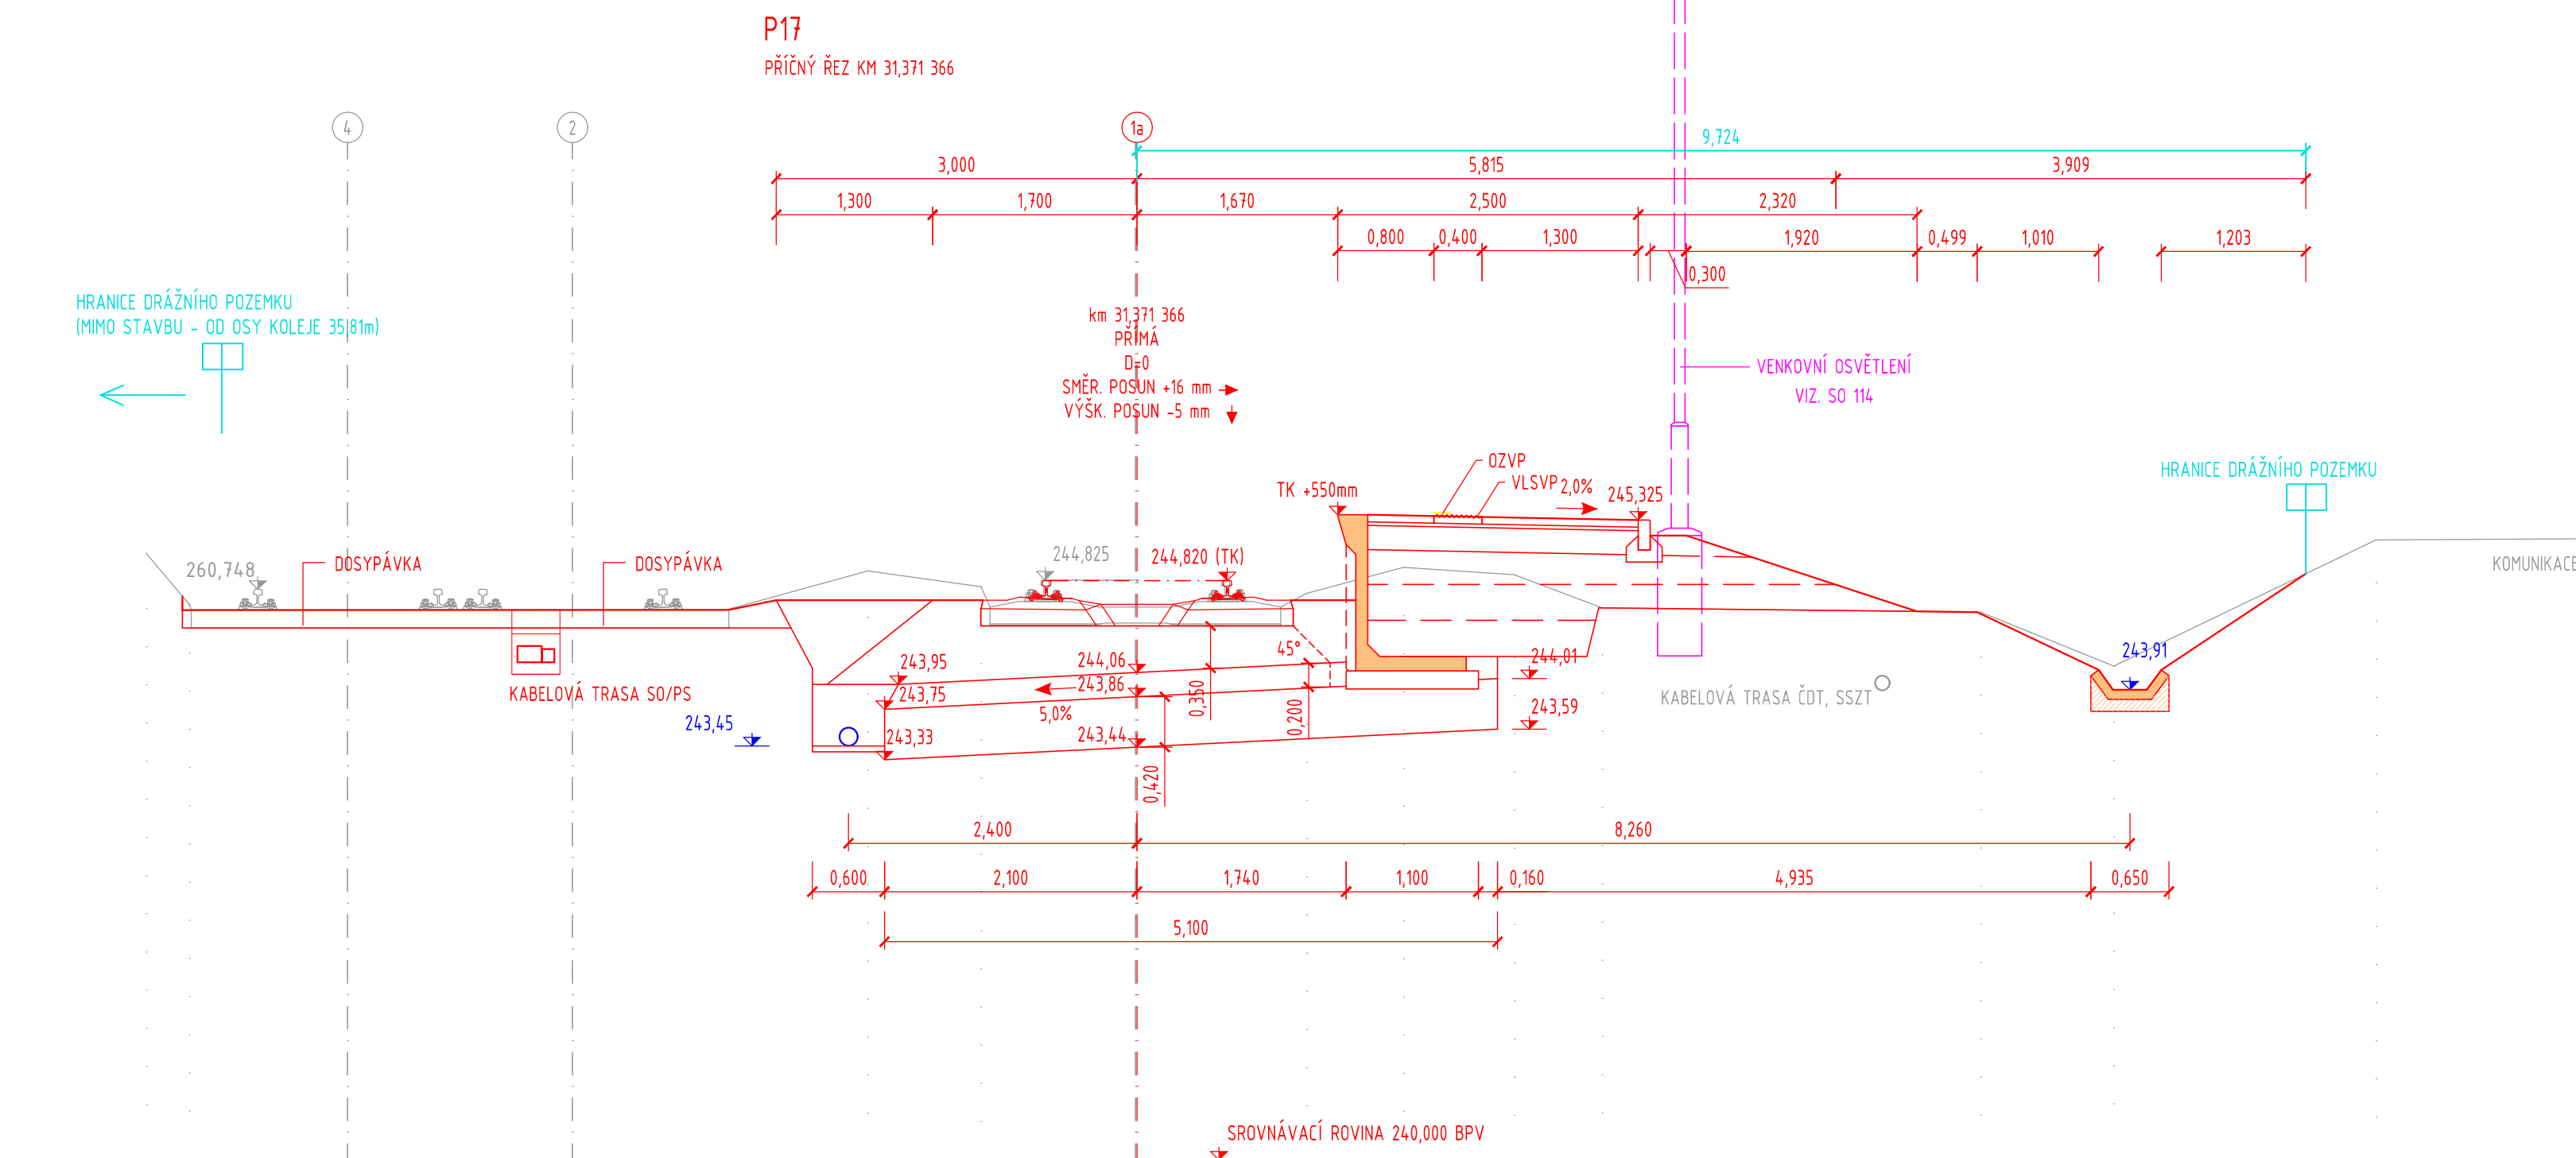 P17
PŘÍČNÝ ŘEZ KM 31,371 366
4
2
1a
9,724
3,000
5,815
3,909
1,300
1,700
1,670
2,500
2,320
0,800
0,400
1,300
1,920
0,499
1,010
1,203
0,300
HRANICE DRÁŽNÍHO POZEMKU
(MIMO STAVBU - OD OSY KOLEJE 35,81m)
km 31,371 366
PŘÍMÁ
D=0
SMĚR. POSUN +16 mm
VÝŠK. POSUN -5 mm
VENKOVNÍ OSVĚTLENÍ
VIZ. SO 114
OZVP
VLSVP
2,0%
TK +550mm
245,325
HRANICE DRÁŽNÍHO POZEMKU
260,748
DOSYPÁVKA
DOSYPÁVKA
244,825
244,820 (TK)
KOMUNIKACE
45°
243,95
244,06
244,01
243,91
243,75
243,86
KABELOVÁ TRASA SO/PS
KABELOVÁ TRASA ČDT, SSZT
5,0%
0,350
0,200
243,45
243,33
243,44
243,59
0,420
2,400
8,260
0,600
2,100
1,740
1,100
0,160
4,935
0,650
5,100
SROVNÁVACÍ ROVINA 240,000 BPV